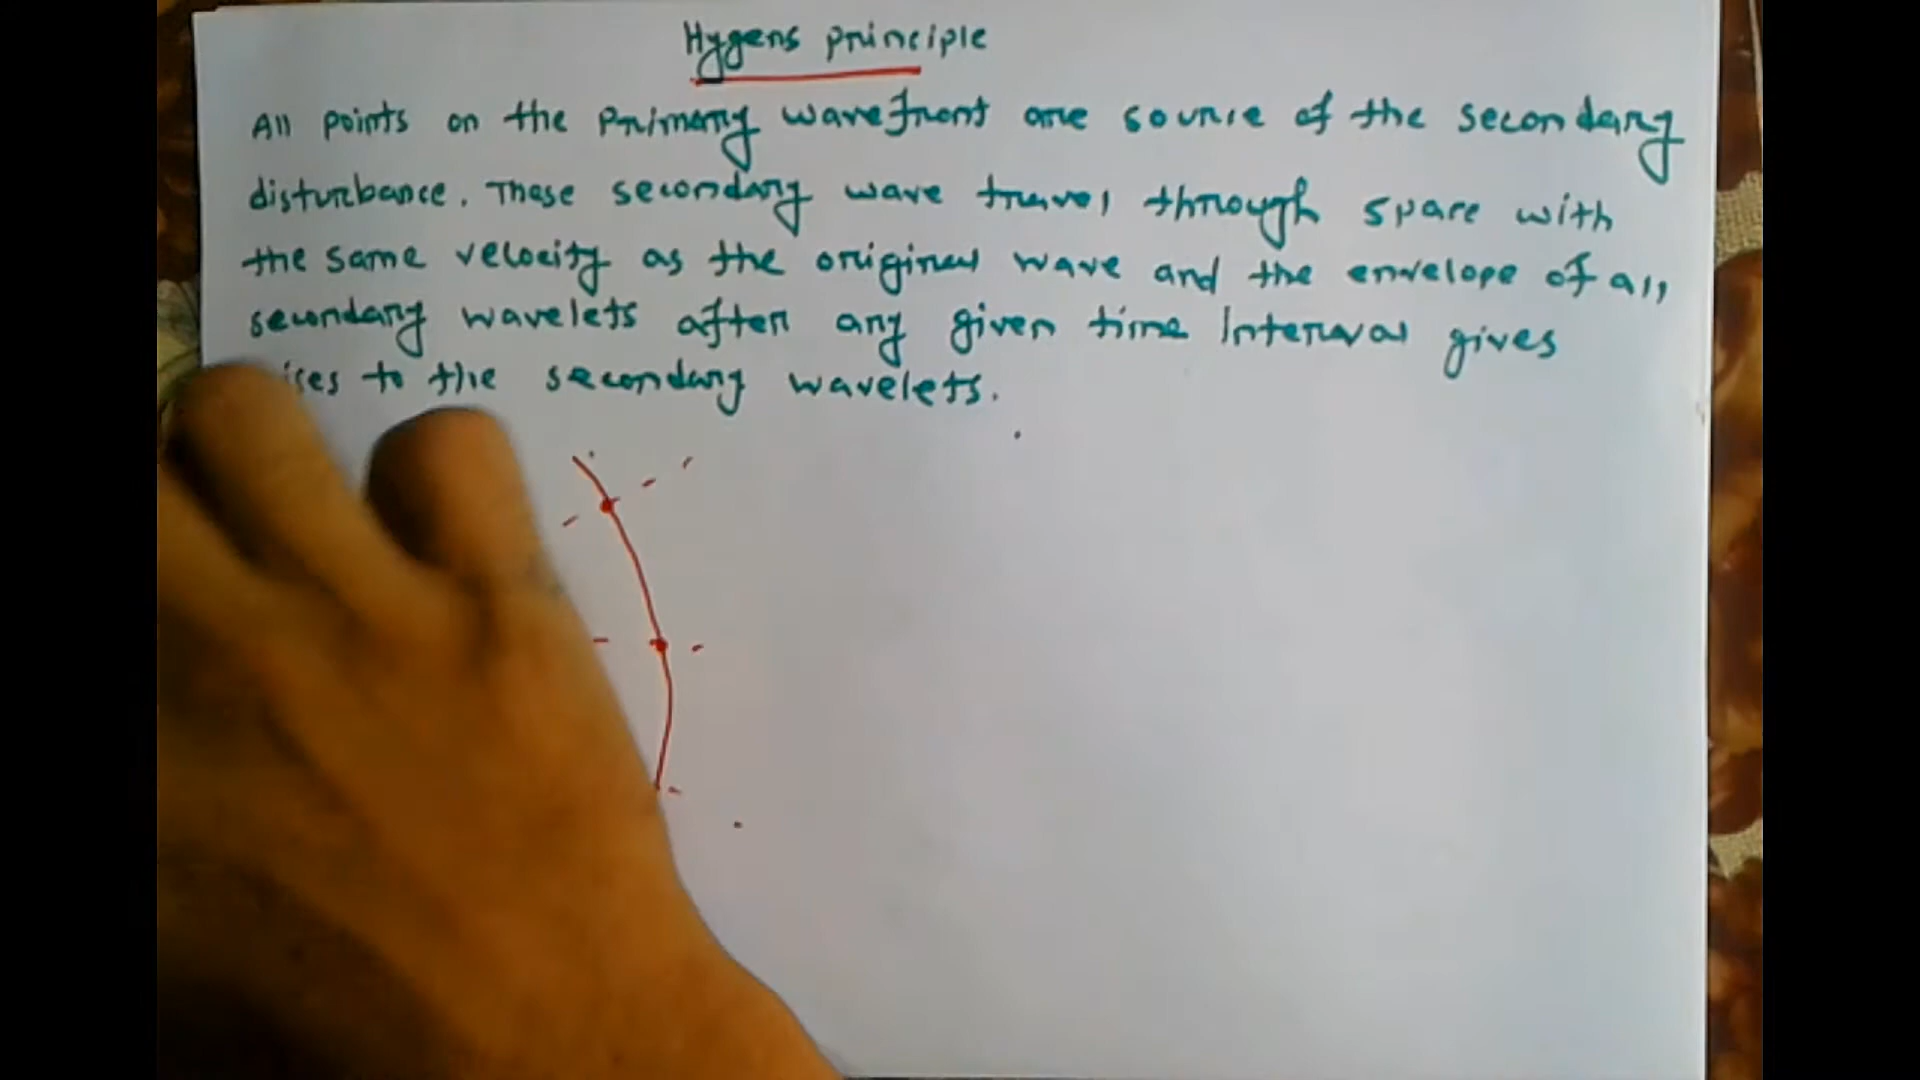 Hygens principle
All points on the Primary wavefront are source of the secondary
disturbance. These secondary wave travel through space with
the same velocity as the original wave and the envelope of all
secondary wavelets after any given time Interval gives
to the secondary wavelets.